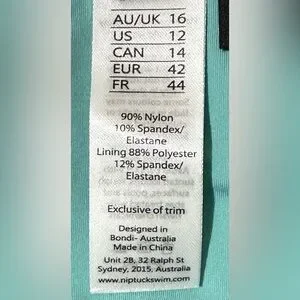 AU/UK 16
US 12
CAN 14
EUR 42
FR 44
90% Nylon
10% Spandex/
Elastane
Lining 88% Polyester
12% Spandex/
Elastane
Exclusive of trim
Designed in
Bondi- Australia
Made in China
Unit 2B, 32 Ralph St
Sydney, 2015, Australia
www.niptuckswim.com